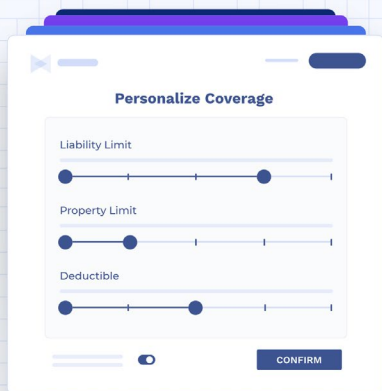 Personalize Coverage
Liability Limit
Property Limit
Deductible
CONFIRM